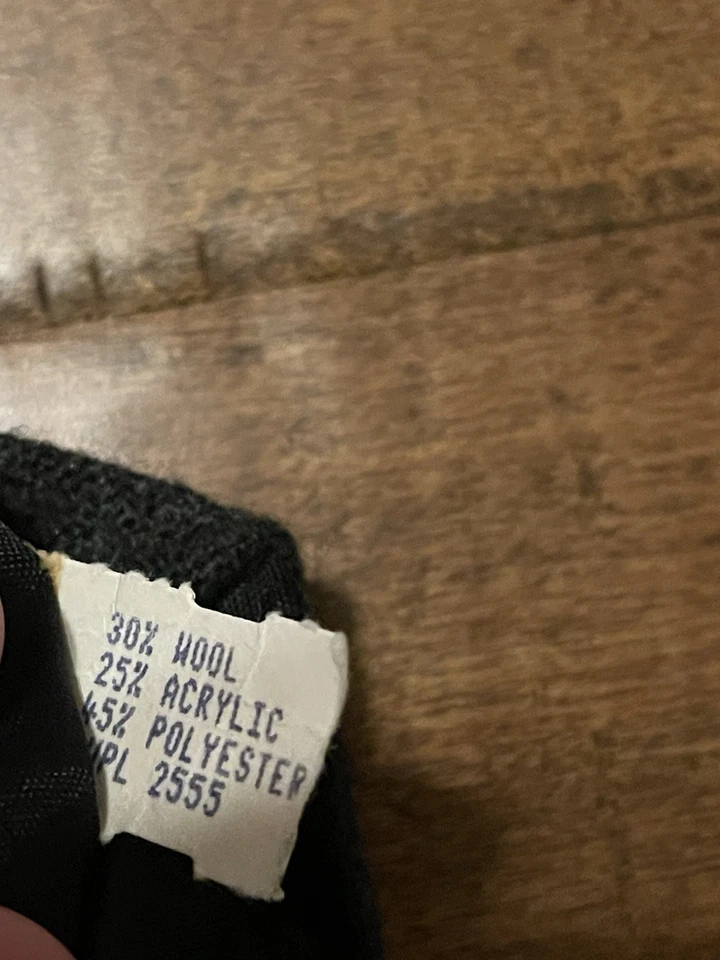 30% WOOL
25% ACRYLIC
45% POLYESTER
WPL 2555